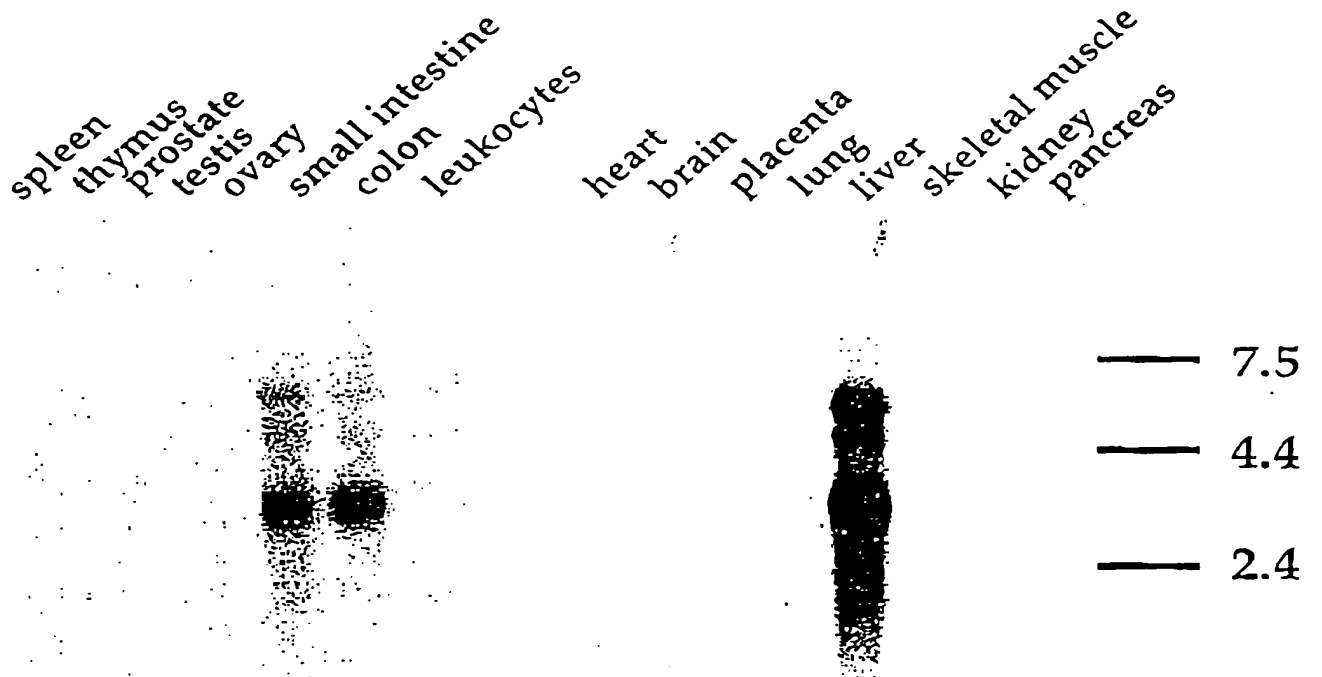 spleen
thymus
prostate
testis
ovary
small intestine
colon
leukocytes
heart
brain
placenta
lung
liver
skeletal muscle
kidney
pancreas
7.5
4.4
2.4